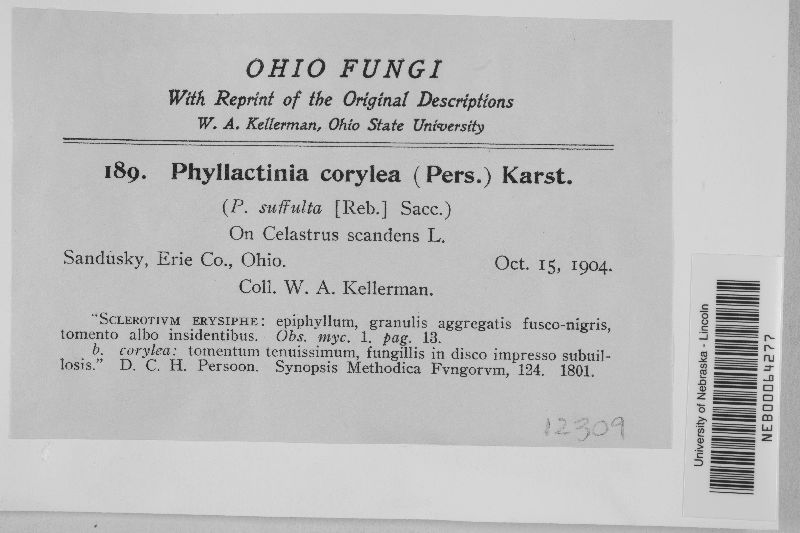 OHIO FUNGI
With Reprint of the Original Descriptions
W. A. Kellerman, Ohio State University
189. Phyllactinia corylea (Pers.) Karst.
(P. suffulta [Reb.] Sacc.)
On Celastrus scandens L.
Sandusky, Erie Co., Ohio. Oct. 15, 1904.
Coll. W. A. Kellerman.
"SCLEROTIVM ERYSIPHE: epiphyllum, granulis aggregatis fusco-nigris,
tomento albo insidentibus. Obs. myc. 1. pag. 13.
b. corylea: tomentum tenuissimum, fungillis in disco impresso subuil-
losis." D. C. H. Persoon. Synopsis Methodica Fvngorvm, 124. 1801.
12309
University of Nebraska - Lincoln
NEB00064277